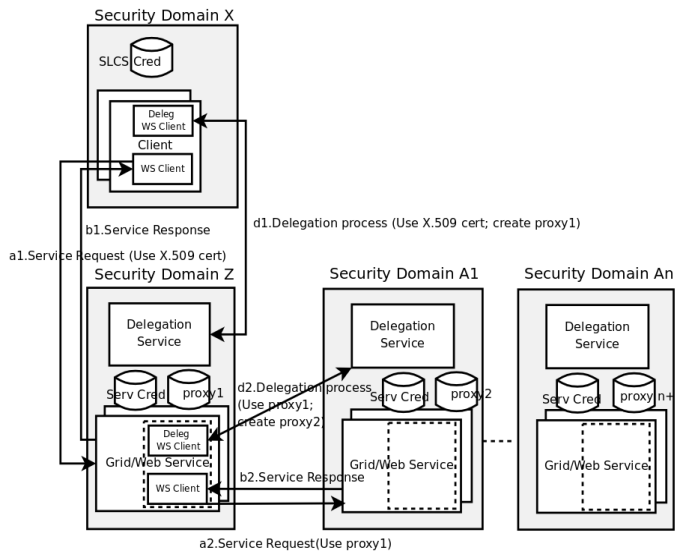 Security Domain X
SLCS Cred
Deleg
WS Client
Client
WS Client
b1.Service Response
d1.Delegation process (Use X.509 cert; create proxy1)
a1.Service Request (Use X.509 cert)
Security Domain Z
Security Domain A1
Security Domain An
Delegation
Service
Delegation
Service
Delegation
Service
Serv Cred
proxy1
d2.Delegation process
(Use proxy1;
create proxy2)
Serv Cred
proxy2
Serv Cred
proxy n+
Deleg
WS Client
Grid/Web Service
WS Client
Grid/Web Service
Grid/Web Service
b2.Service Response
a2.Service Request(Use proxy1)